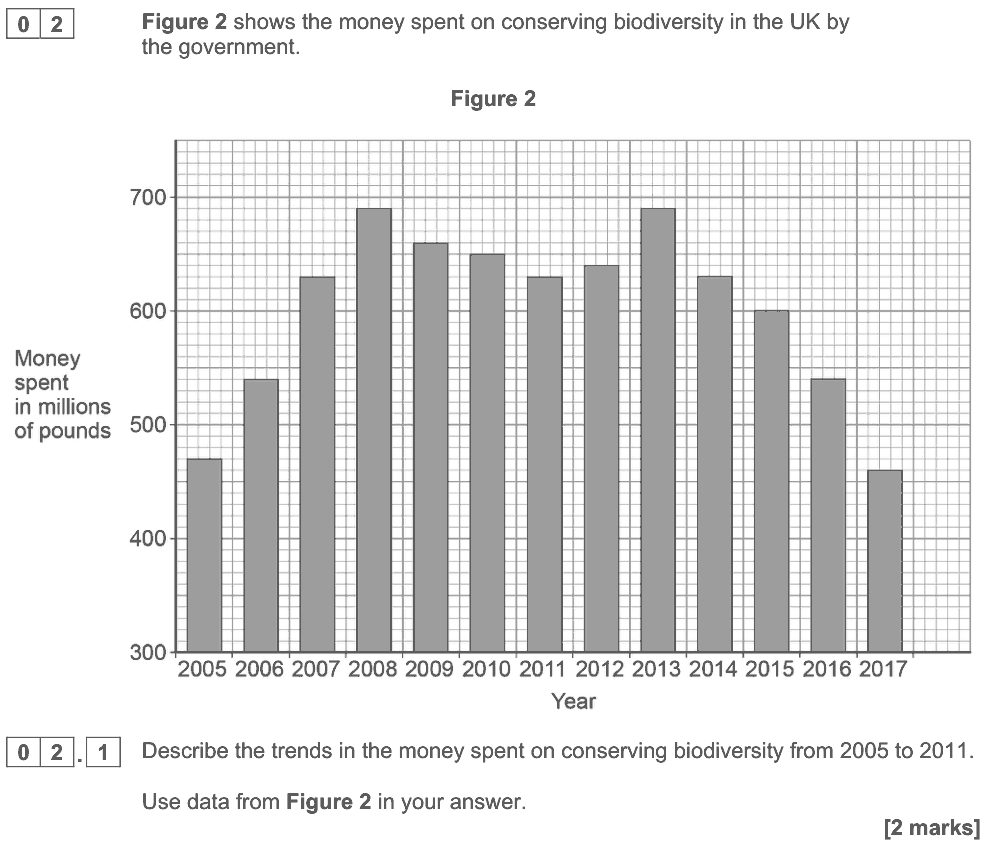 0 2 Figure 2 shows the money spent on conserving biodiversity in the UK by
the government.
Figure 2
700
600
500
400
300
Money
spent
in millions
of pounds
2005 2006 2007 2008 2009 2010 2011 2012 2013 2014 2015 2016 2017
Year
0 2 . 1 Describe the trends in the money spent on conserving biodiversity from 2005 to 2011.
Use data from Figure 2 in your answer.
[2 marks]